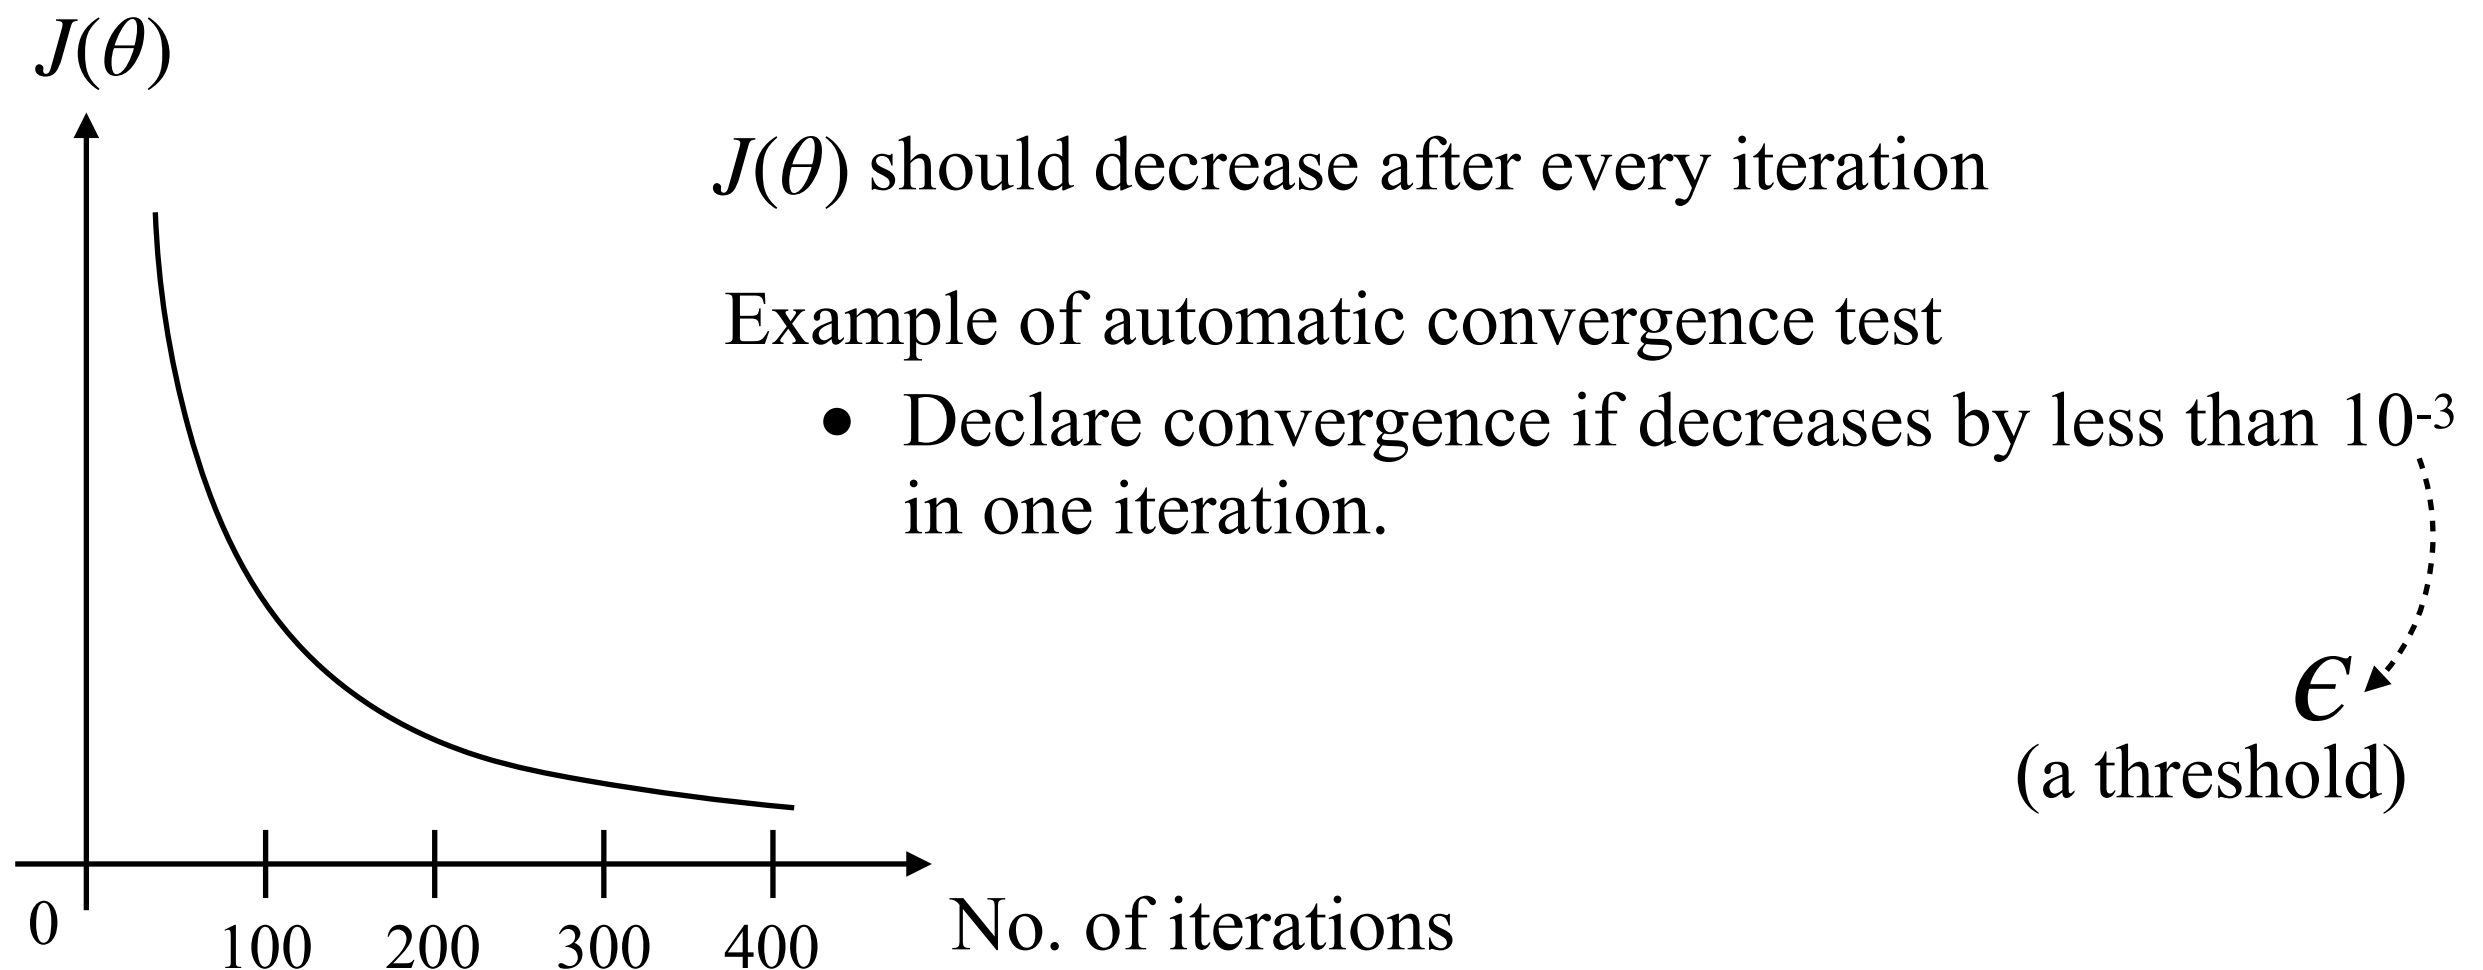 J(θ)
J(θ) should decrease after every iteration
Example of automatic convergence test
● Declare convergence if decreases by less than 10⁻³
in one iteration.
ϵ
(a threshold)
0
100 200 300 400
No. of iterations